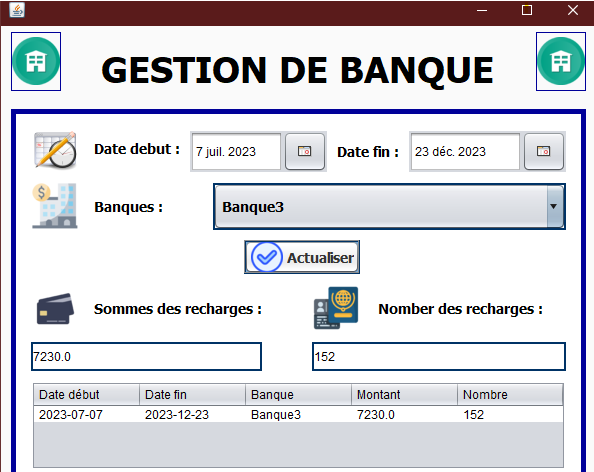 GESTION DE BANQUE
Date debut : 7 juil. 2023 Date fin : 23 déc. 2023
Banques : Banque3
Actualiser
Sommes des recharges : Nomber des recharges :
7230.0 152
Date début Date fin Banque Montant Nombre
2023-07-07 2023-12-23 Banque3 7230.0 152